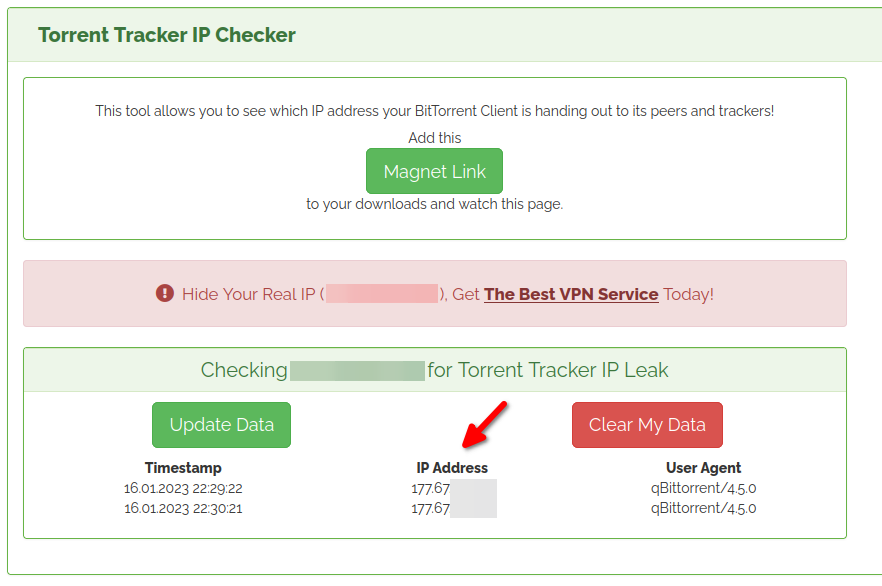 Torrent Tracker IP Checker
This tool allows you to see which IP address your BitTorrent Client is handing out to its peers and trackers!
Add this
Magnet Link
to your downloads and watch this page.
Hide Your Real IP ( ), Get The Best VPN Service Today!
Checking for Torrent Tracker IP Leak
Update Data Clear My Data
Timestamp IP Address User Agent
16.01.2023 22:29:22 177.67 qBittorrent/4.5.0
16.01.2023 22:30:21 177.67 qBittorrent/4.5.0